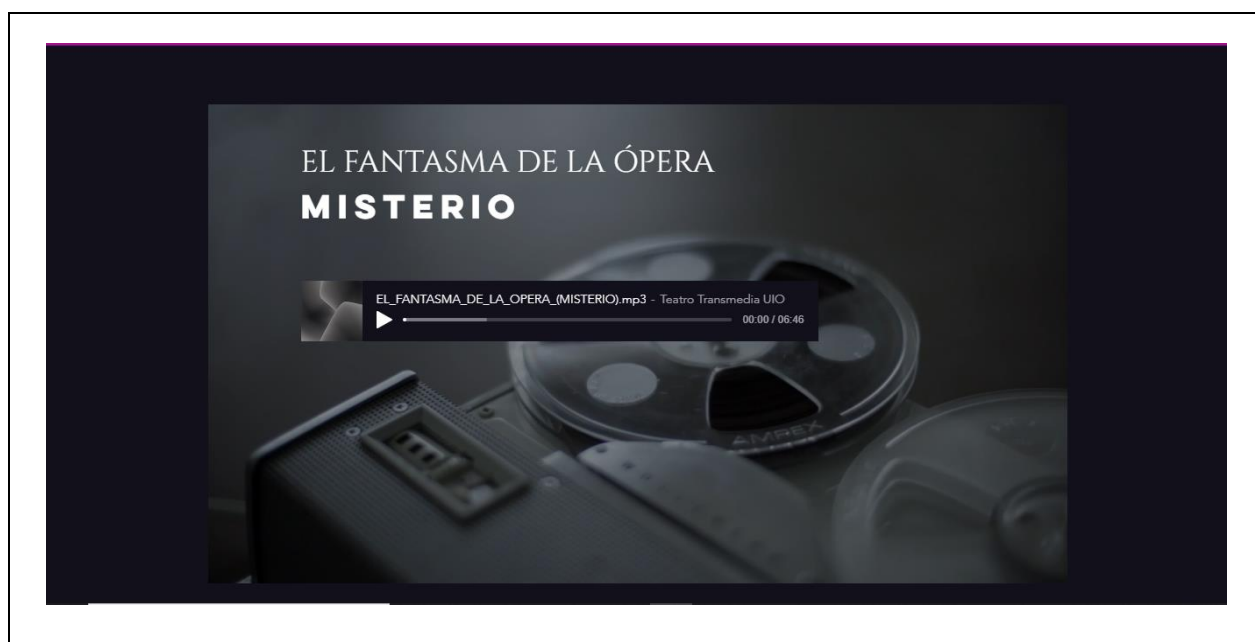 EL FANTASMA DE LA ÓPERA
MISTERIO
EL_FANTASMA_DE_LA_OPERA_(MISTERIO).mp3 - Teatro Transmedia UIO
00:00 / 06:46
AMPEX